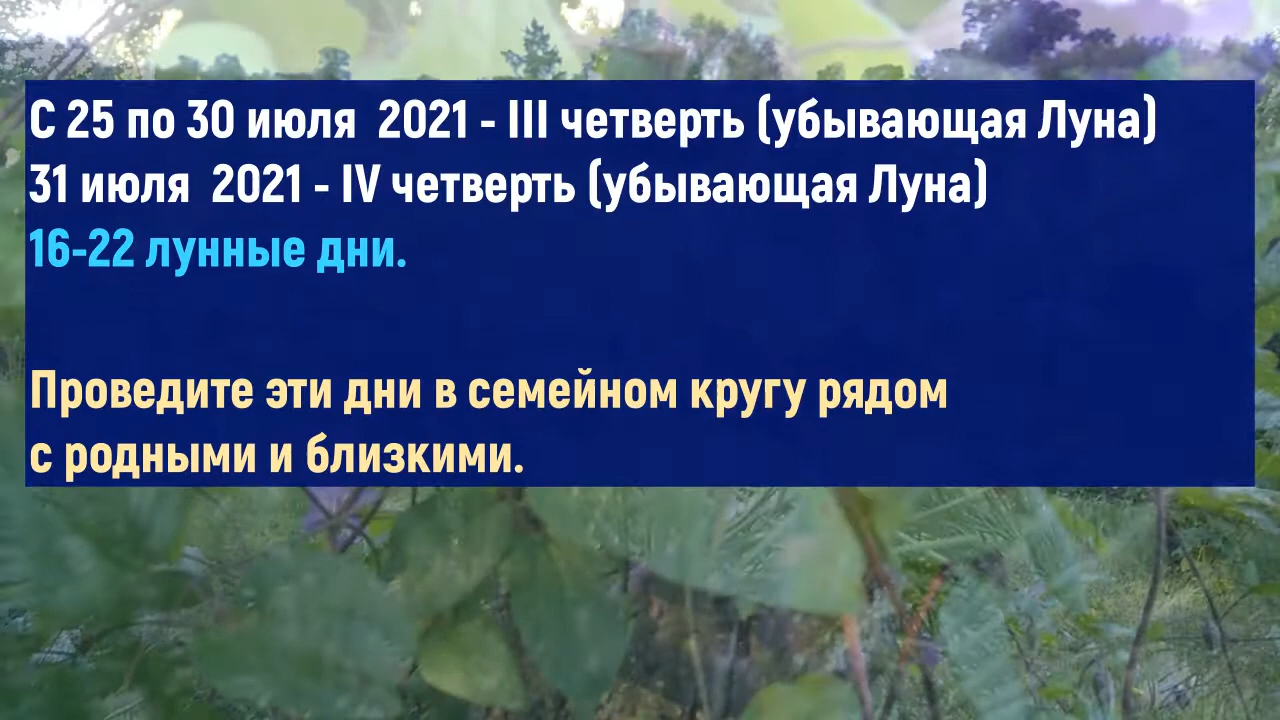 С 25 по 30 июля  2021 - III четверть (убывающая Луна)
31 июля  2021 - IV четверть (убывающая Луна)
16-22 лунные дни.
Проведите эти дни в семейном кругу рядом
с родными и близкими.